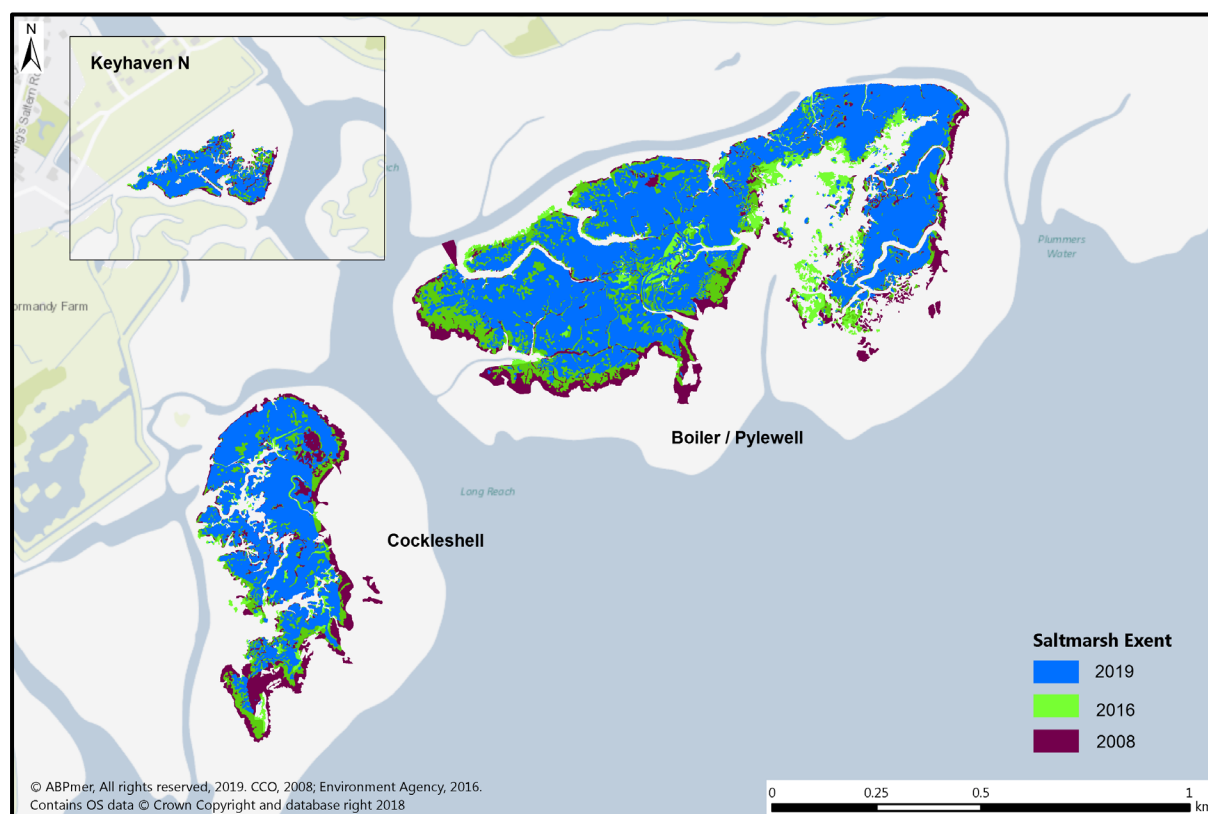 N
Keyhaven N
ormandy Farm
Plummers
Water
Boiler / Pylewell
Long Reach
Cockleshell
Saltmarsh Exent
2019
2016
2008
© ABPmer, All rights reserved, 2019. CCO, 2008; Environment Agency, 2016.
Contains OS data © Crown Copyright and database right 2018
0 0.25 0.5 1
km